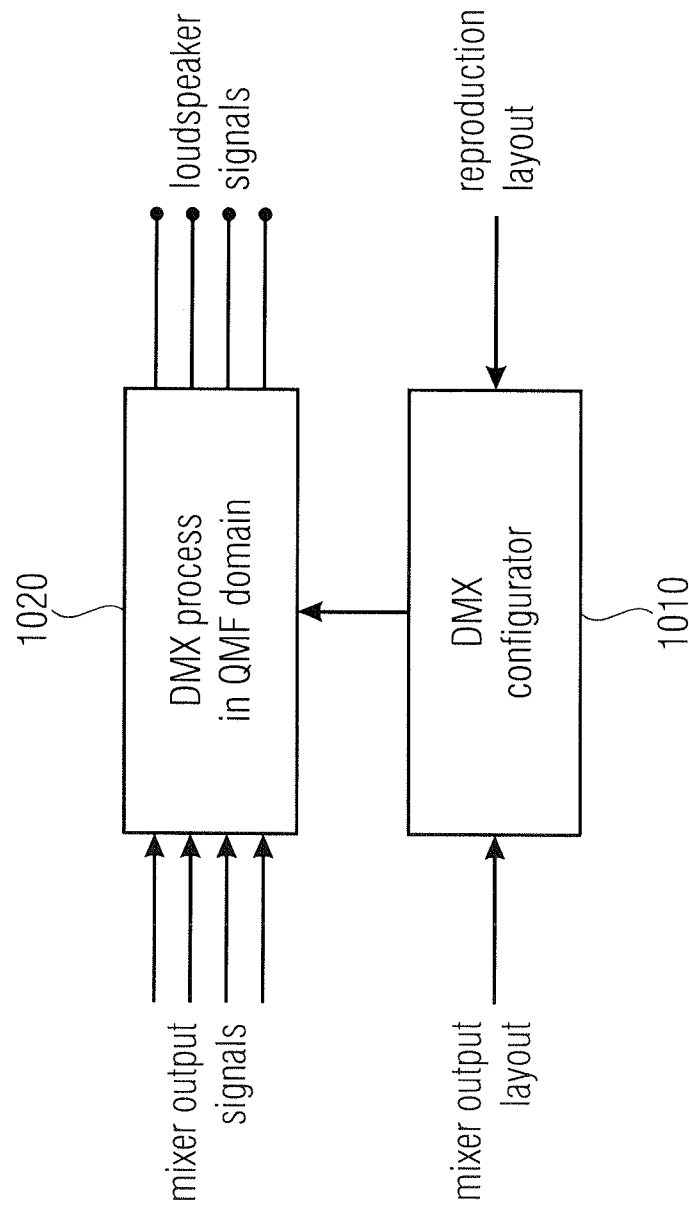 1020
mixer output
signals
DMX process
in QMF domain
loudspeaker
signals
mixer output
layout
DMX
configurator
reproduction
layout
1010